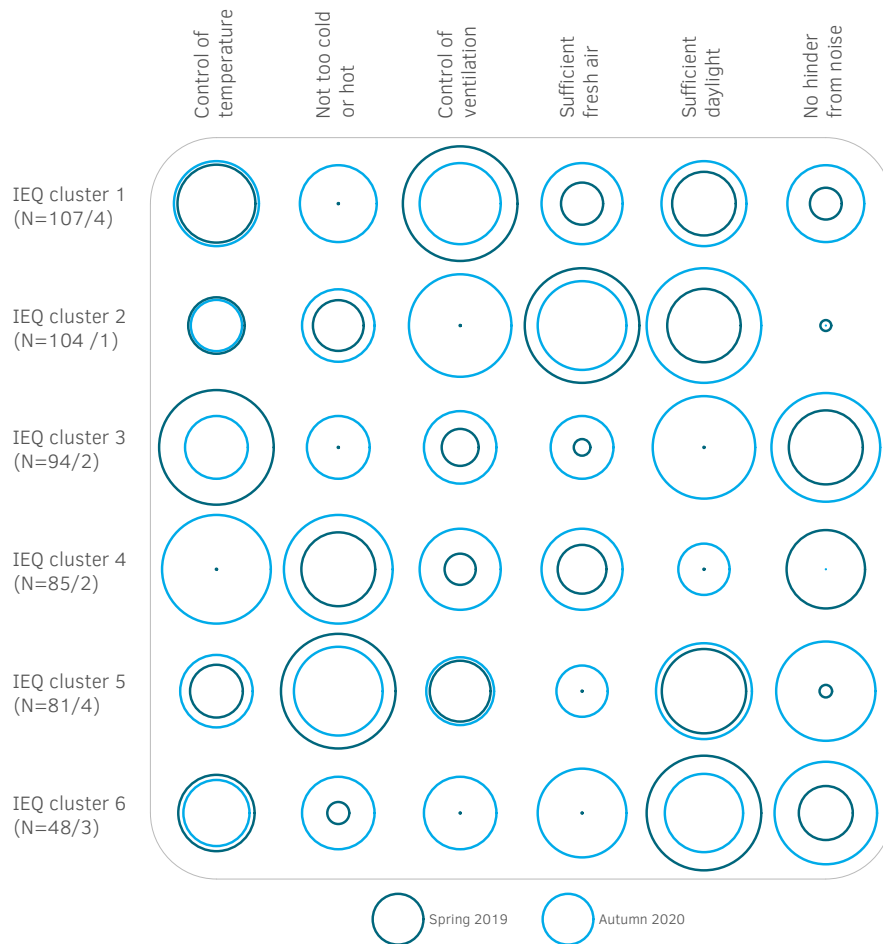 Control of
temperature
Not too cold
or hot
Control of
ventilation
Sufficient
fresh air
Sufficient
daylight
No hinder
from noise
IEQ cluster 1
(N=107/4)
IEQ cluster 2
(N=104 /1)
IEQ cluster 3
(N=94/2)
IEQ cluster 4
(N=85/2)
IEQ cluster 5
(N=81/4)
IEQ cluster 6
(N=48/3)
Spring 2019
Autumn 2020